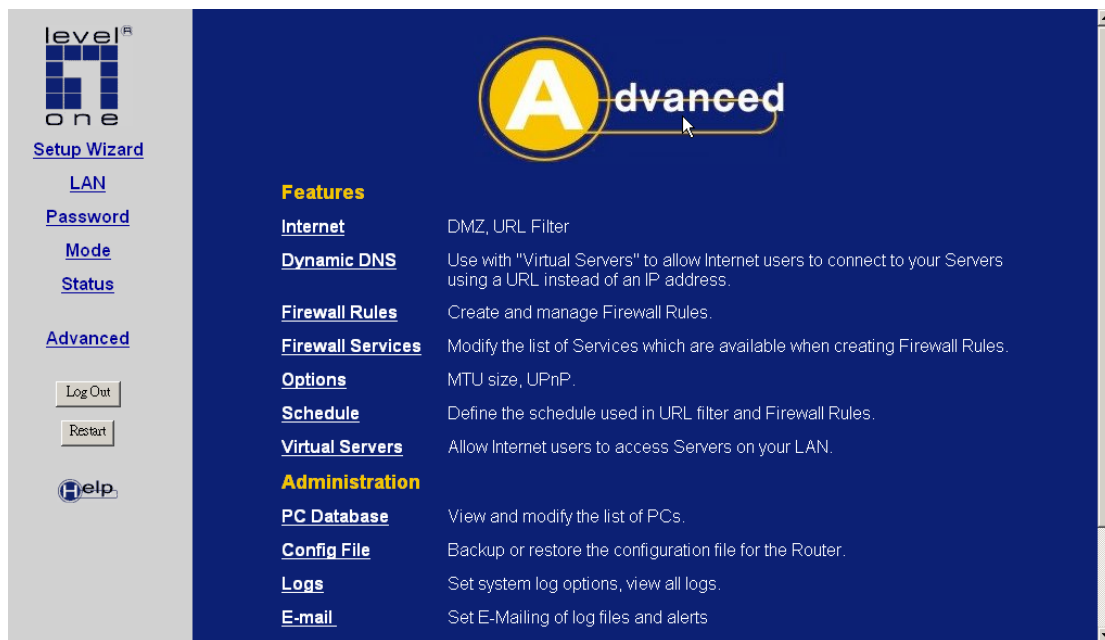 level®
one
Setup Wizard
LAN
Password
Mode
Status
Advanced
Log Out
Restart
Help
Advanced
Features
Internet DMZ, URL Filter
Dynamic DNS Use with "Virtual Servers" to allow Internet users to connect to your Servers
using a URL instead of an IP address.
Firewall Rules Create and manage Firewall Rules.
Firewall Services Modify the list of Services which are available when creating Firewall Rules.
Options MTU size, UPnP.
Schedule Define the schedule used in URL filter and Firewall Rules.
Virtual Servers Allow Internet users to access Servers on your LAN.
Administration
PC Database View and modify the list of PCs.
Config File Backup or restore the configuration file for the Router.
Logs Set system log options, view all logs.
E-mail Set E-Mailing of log files and alerts